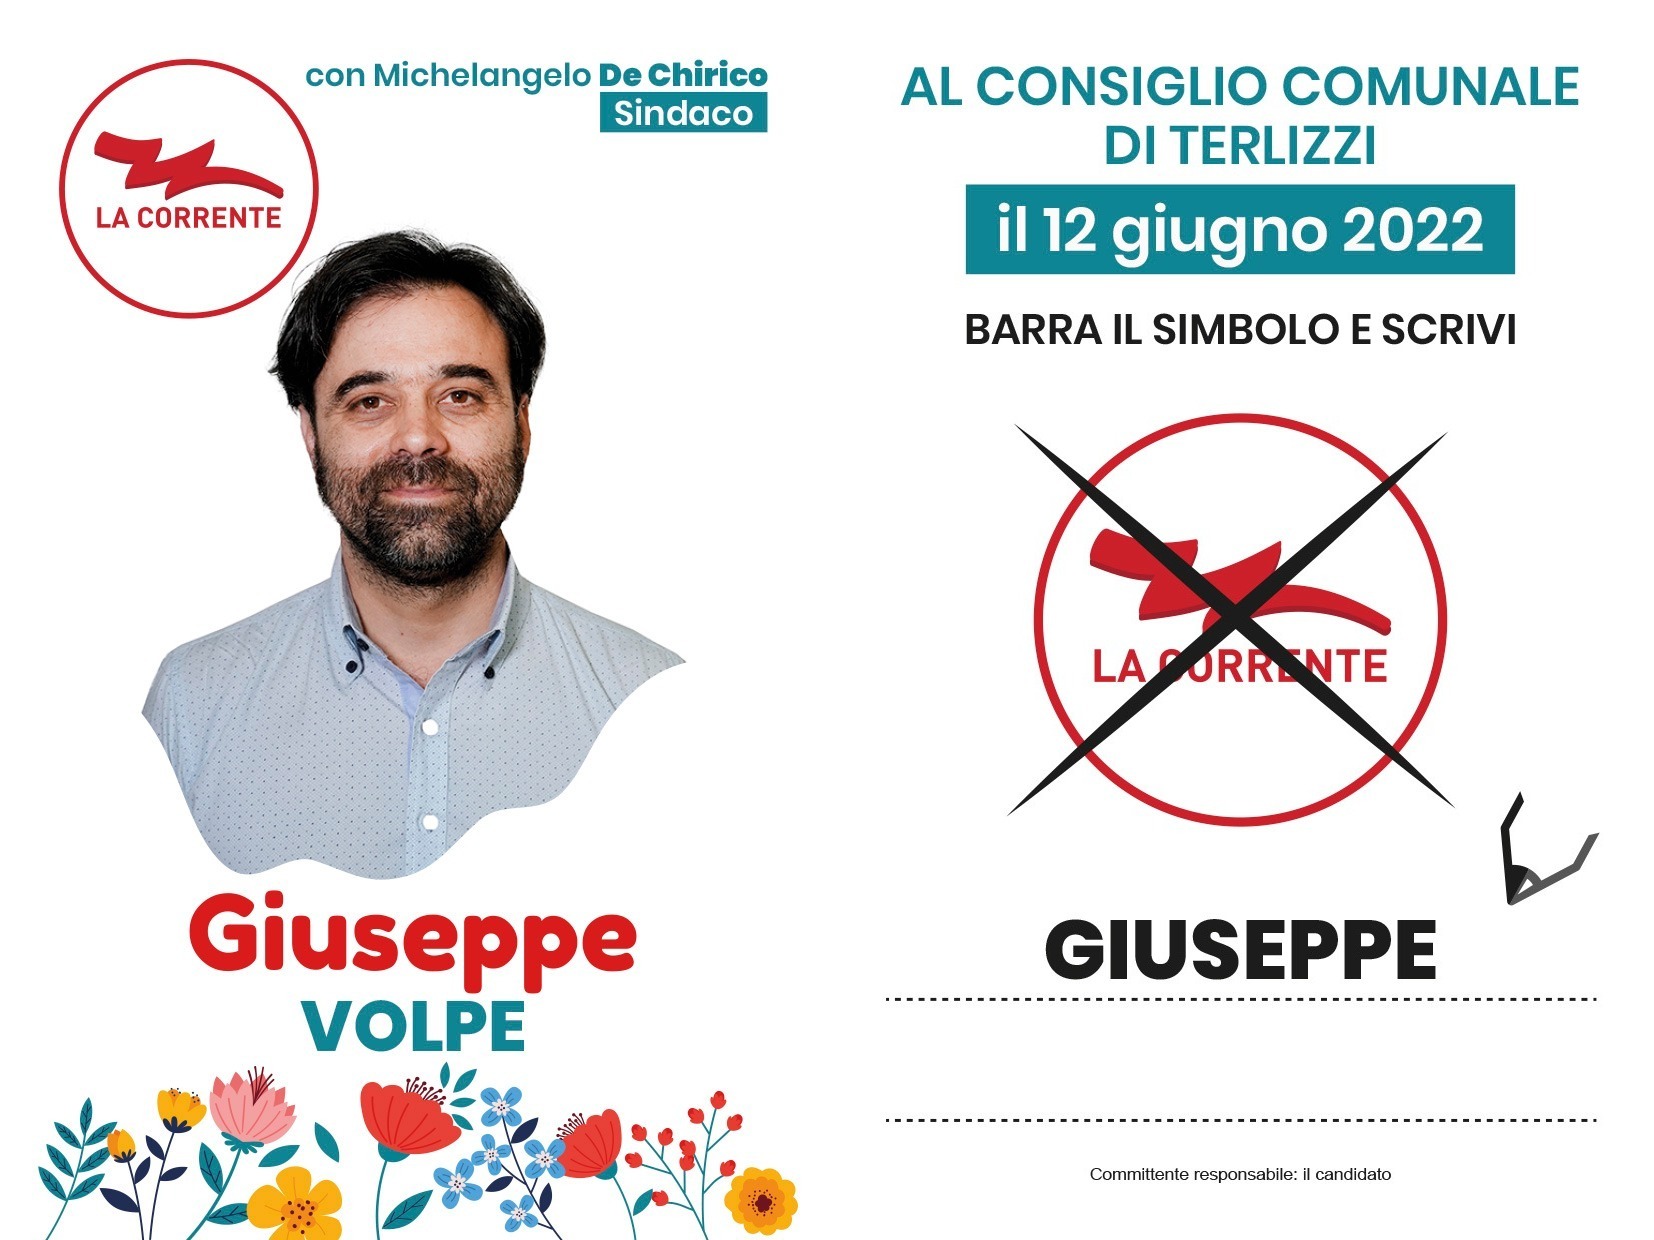 con Michelangelo De Chirico
Sindaco
LA CORRENTE
Giuseppe
VOLPE
AL CONSIGLIO COMUNALE
DI TERLIZZI
il 12 giugno 2022
BARRA IL SIMBOLO E SCRIVI
LA CORRENTE
GIUSEPPE
Committente responsabile: il candidato